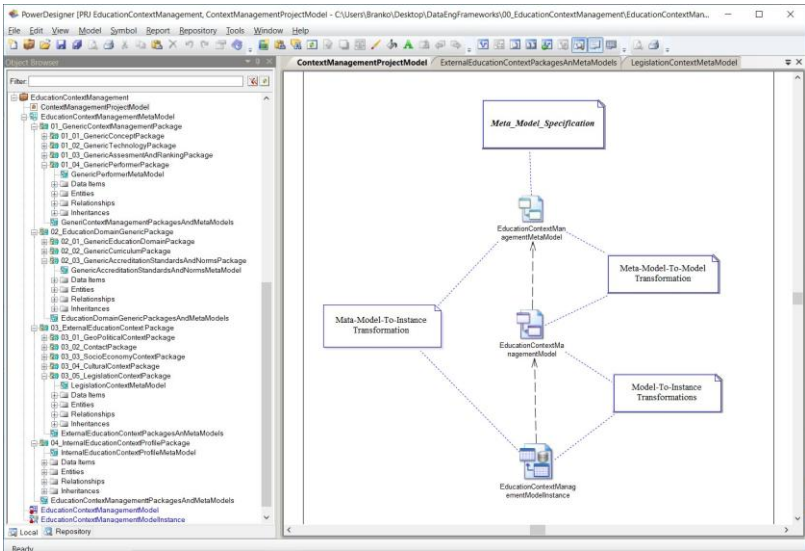 PowerDesigner [PRJ EducationContextManagement, ContextManagementProjectModel - C:\Users\Branko\Desktop\DataEngFrameworks\00_EducationManagement\EducationContextMan...
File Edit View Model Symbol Report Repository Tools Window Help
Object Browser
ContextManagementProjectModel
ExternalEducationContextPackagesAnMetaModels
LegislationContextMetaModel
Filter:
EducationContextManagement
ContextManagementProjectModel
EducationContextManagementMetaModel
01_GenericContextManagementPackage
01_01_GenericConceptPackage
01_02_GenericTechnologyPackage
01_03_GenericAssesmentAndRankingPackage
01_04_GenericPerformerPackage
GenericPerformerMetaModel
Data Items
Entities
Relationships
Inheritances
GeneriContextManagementPackagesAndMetaModels
02_EducationDomainGenericPackage
02_01_GenericEducationDomainPackage
02_02_GenericCurriculumPackage
02_03_GenericAccreditationStandardsAndNormsPackage
GenericAccreditationStandardsAndNormsMetaModel
Data Items
Entities
Relationships
Inheritances
EducationDomainGenericPackagesAndMetaModels
03_ExternalEducationContextPackage
03_01_GeoPoliticalContextPackage
03_02_ContactPackage
03_03_SocioEconomyContextPackage
03_04_CulturalContextPackage
03_05_LegislationContextPackage
LegislationContextMetaModel
Data Items
Entities
Relationships
Inheritances
ExternalEducationContextPackagesAnMetaModels
04_InternalEducationContextProfilePackage
InternalEducationContextProfileMetaModel
Data Items
Entities
Relationships
Inheritances
EducationContextManagementtPackagesAndMetaModels
EducationContextManagementModel
EducationContextManagementModelInstance
Local Repository
Ready
Meta_Model_Specification
EducationContextMan
agementMetaModel
Meta-Model-To-Model
Transformation
Mata-Model-To-Instance
Transformation
EducationContextMa
nagementModel
Model-To-Instance
Transformations
EducationContextManag
ementModelInstance